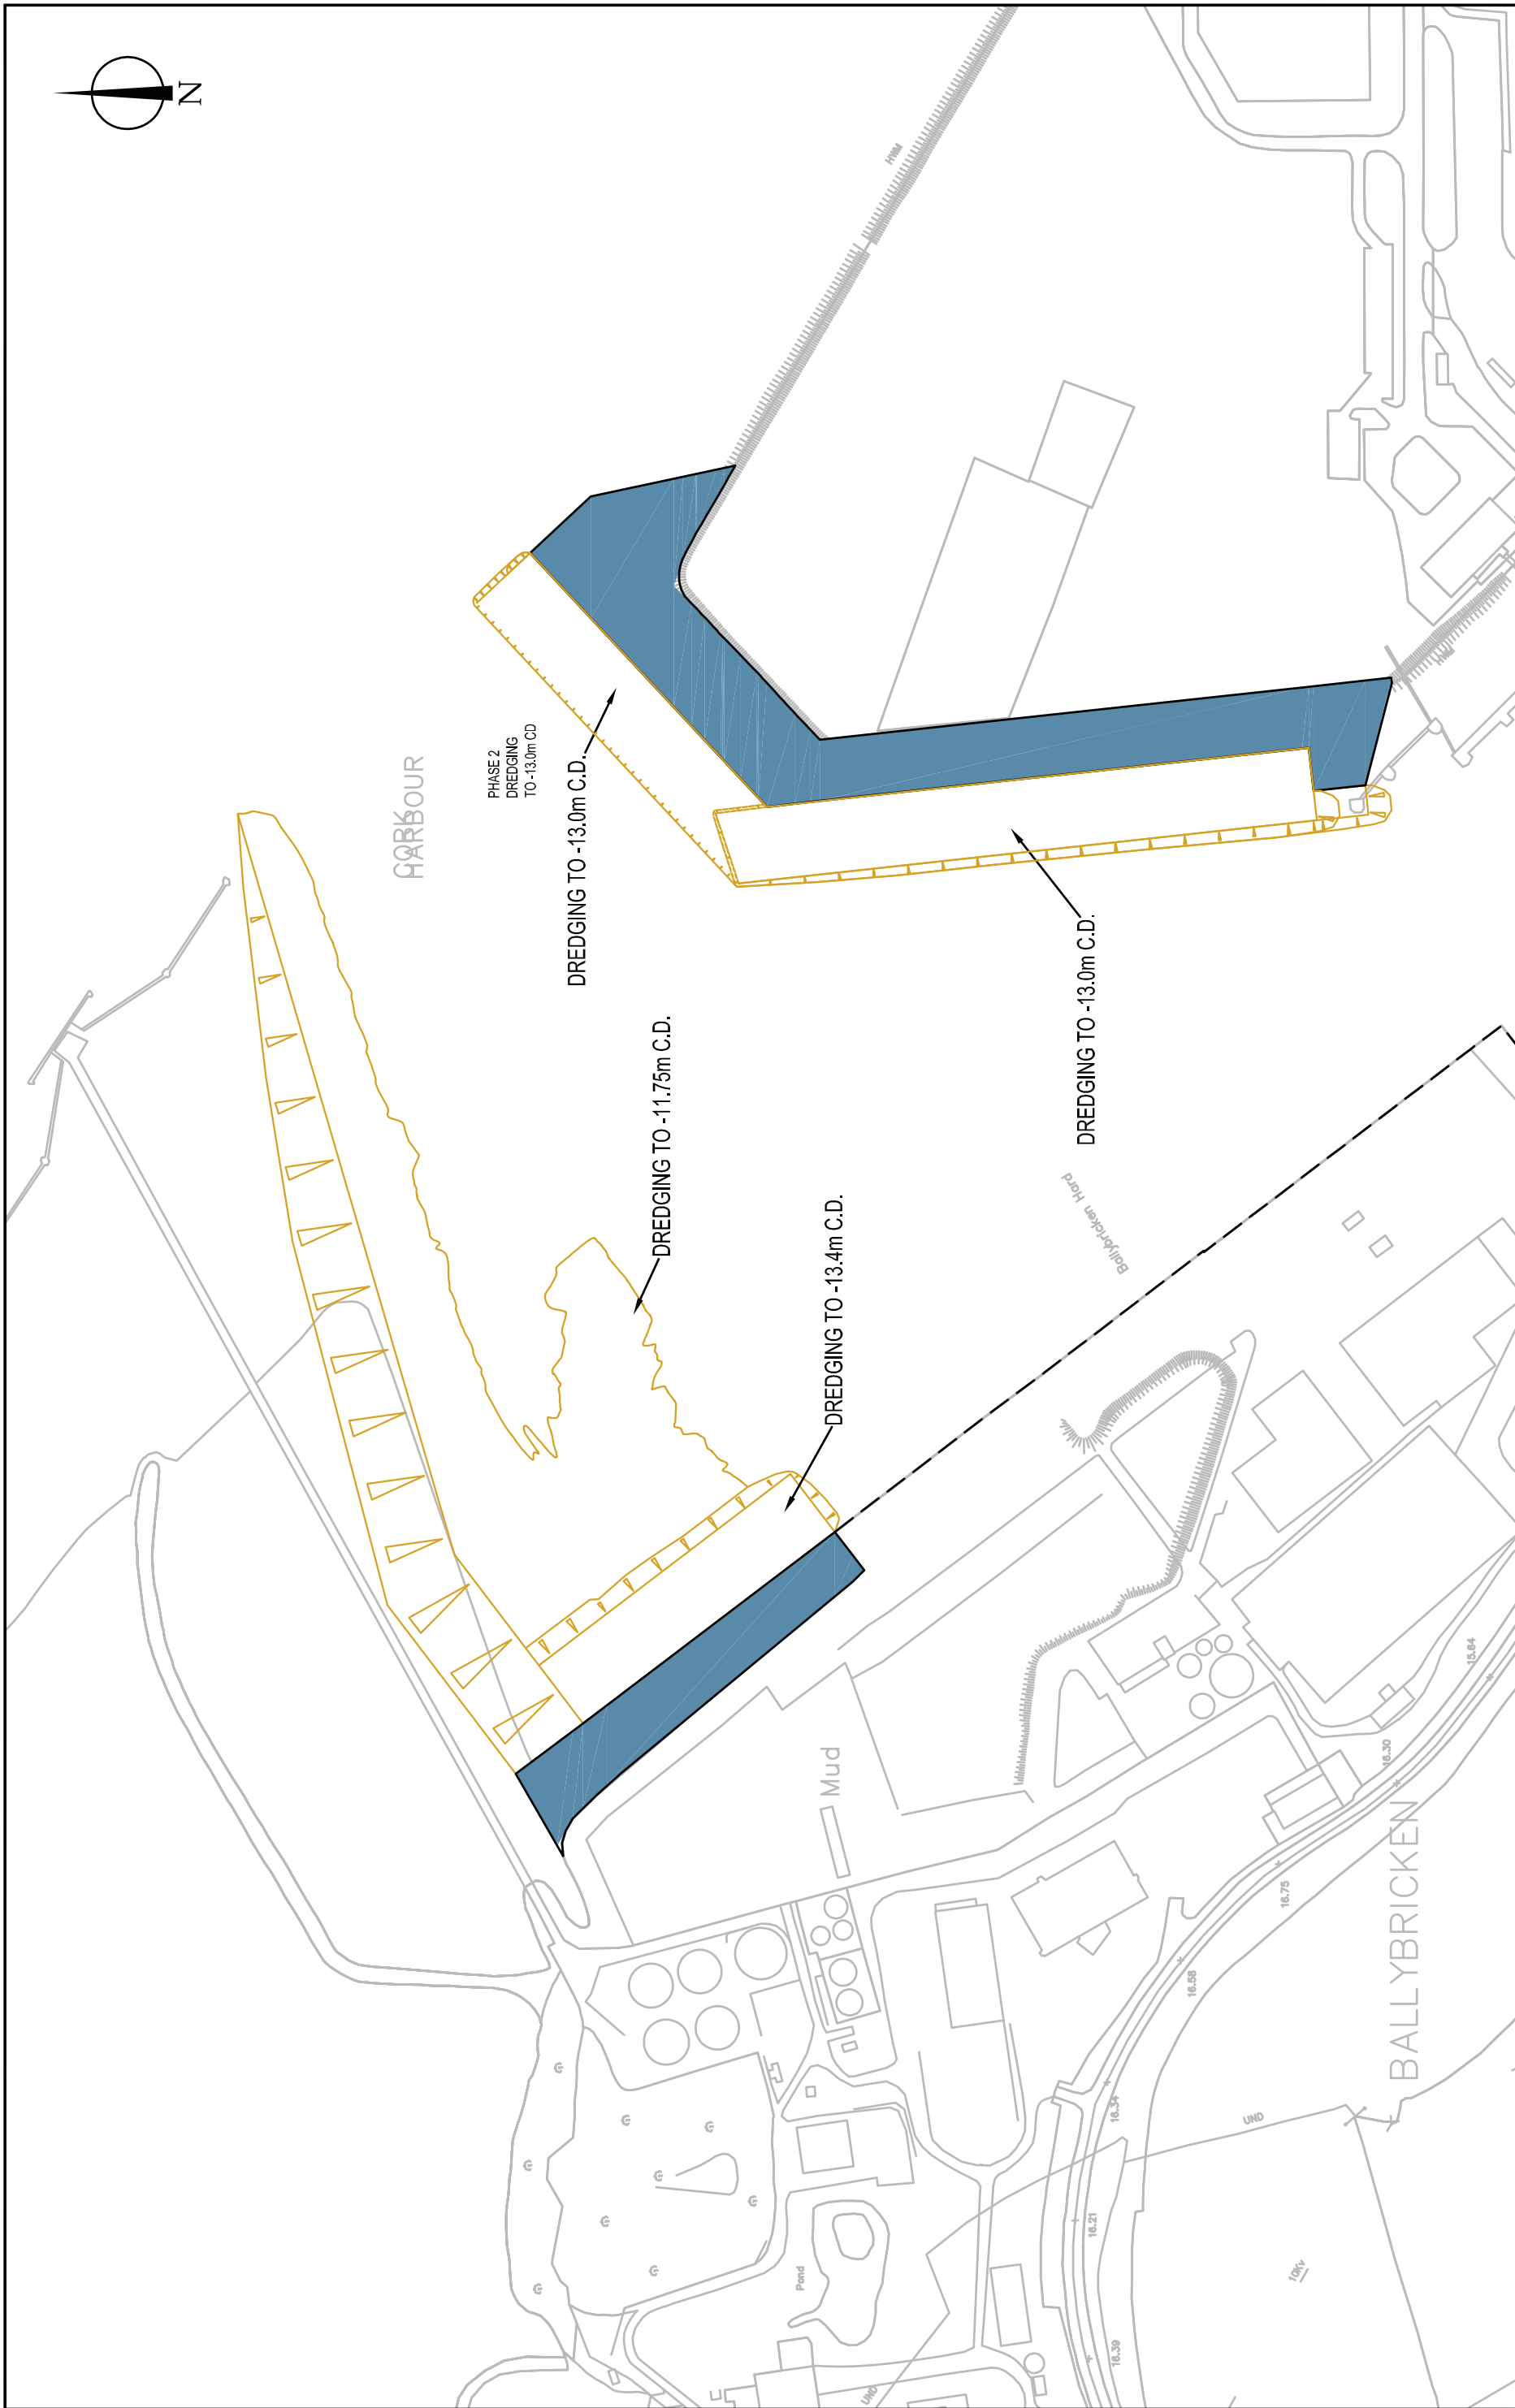 N
HWM
CORK
HARBOUR
PHASE 2
DREDGING
TO -13.0m CD
DREDGING TO -13.0m C.D.
DREDGING TO -11.75m C.D.
DREDGING TO -13.0m C.D.
DREDGING TO -13.4m C.D.
Ballybricken Hard
Mud
15.64
16.30
16.75
16.56
16.34
16.21
16.39
BALLYBRICKEN
UND
UND
Pond
10Kv